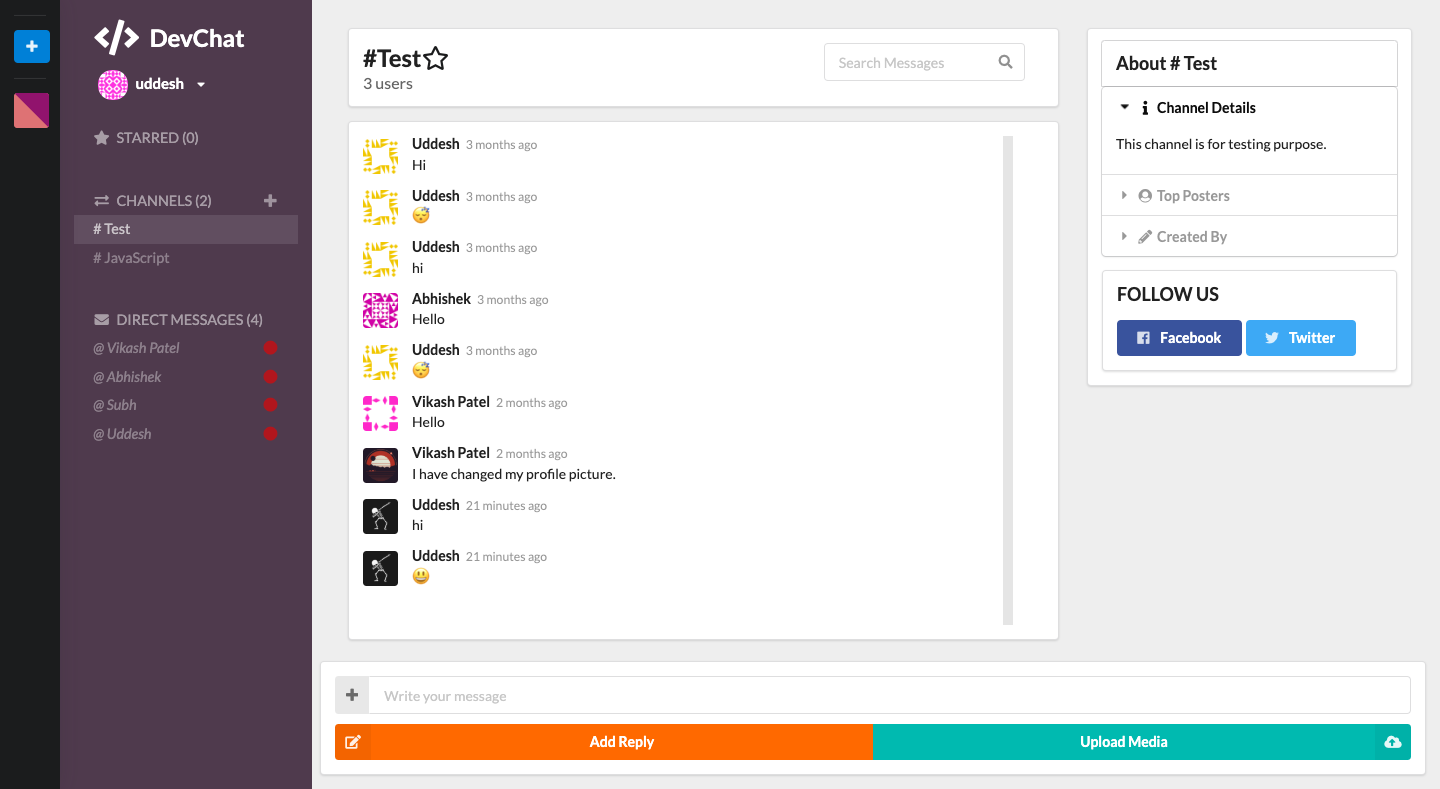 DevChat
uddesh
STARRED (0)
CHANNELS (2)
# Test
# JavaScript
DIRECT MESSAGES (4)
@ Vikash Patel
@ Abhishek
@ Subh
@ Uddesh
#Test
3 users
Search Messages
Uddesh 3 months ago
Hi
Uddesh 3 months ago
😴
Uddesh 3 months ago
hi
Abhishek 3 months ago
Hello
Uddesh 3 months ago
😴
Vikash Patel 2 months ago
Hello
Vikash Patel 2 months ago
I have changed my profile picture.
Uddesh 21 minutes ago
hi
Uddesh 21 minutes ago
😃
Write your message
Add Reply
Upload Media
About # Test
Channel Details
This channel is for testing purpose.
Top Posters
Created By
FOLLOW US
Facebook
Twitter